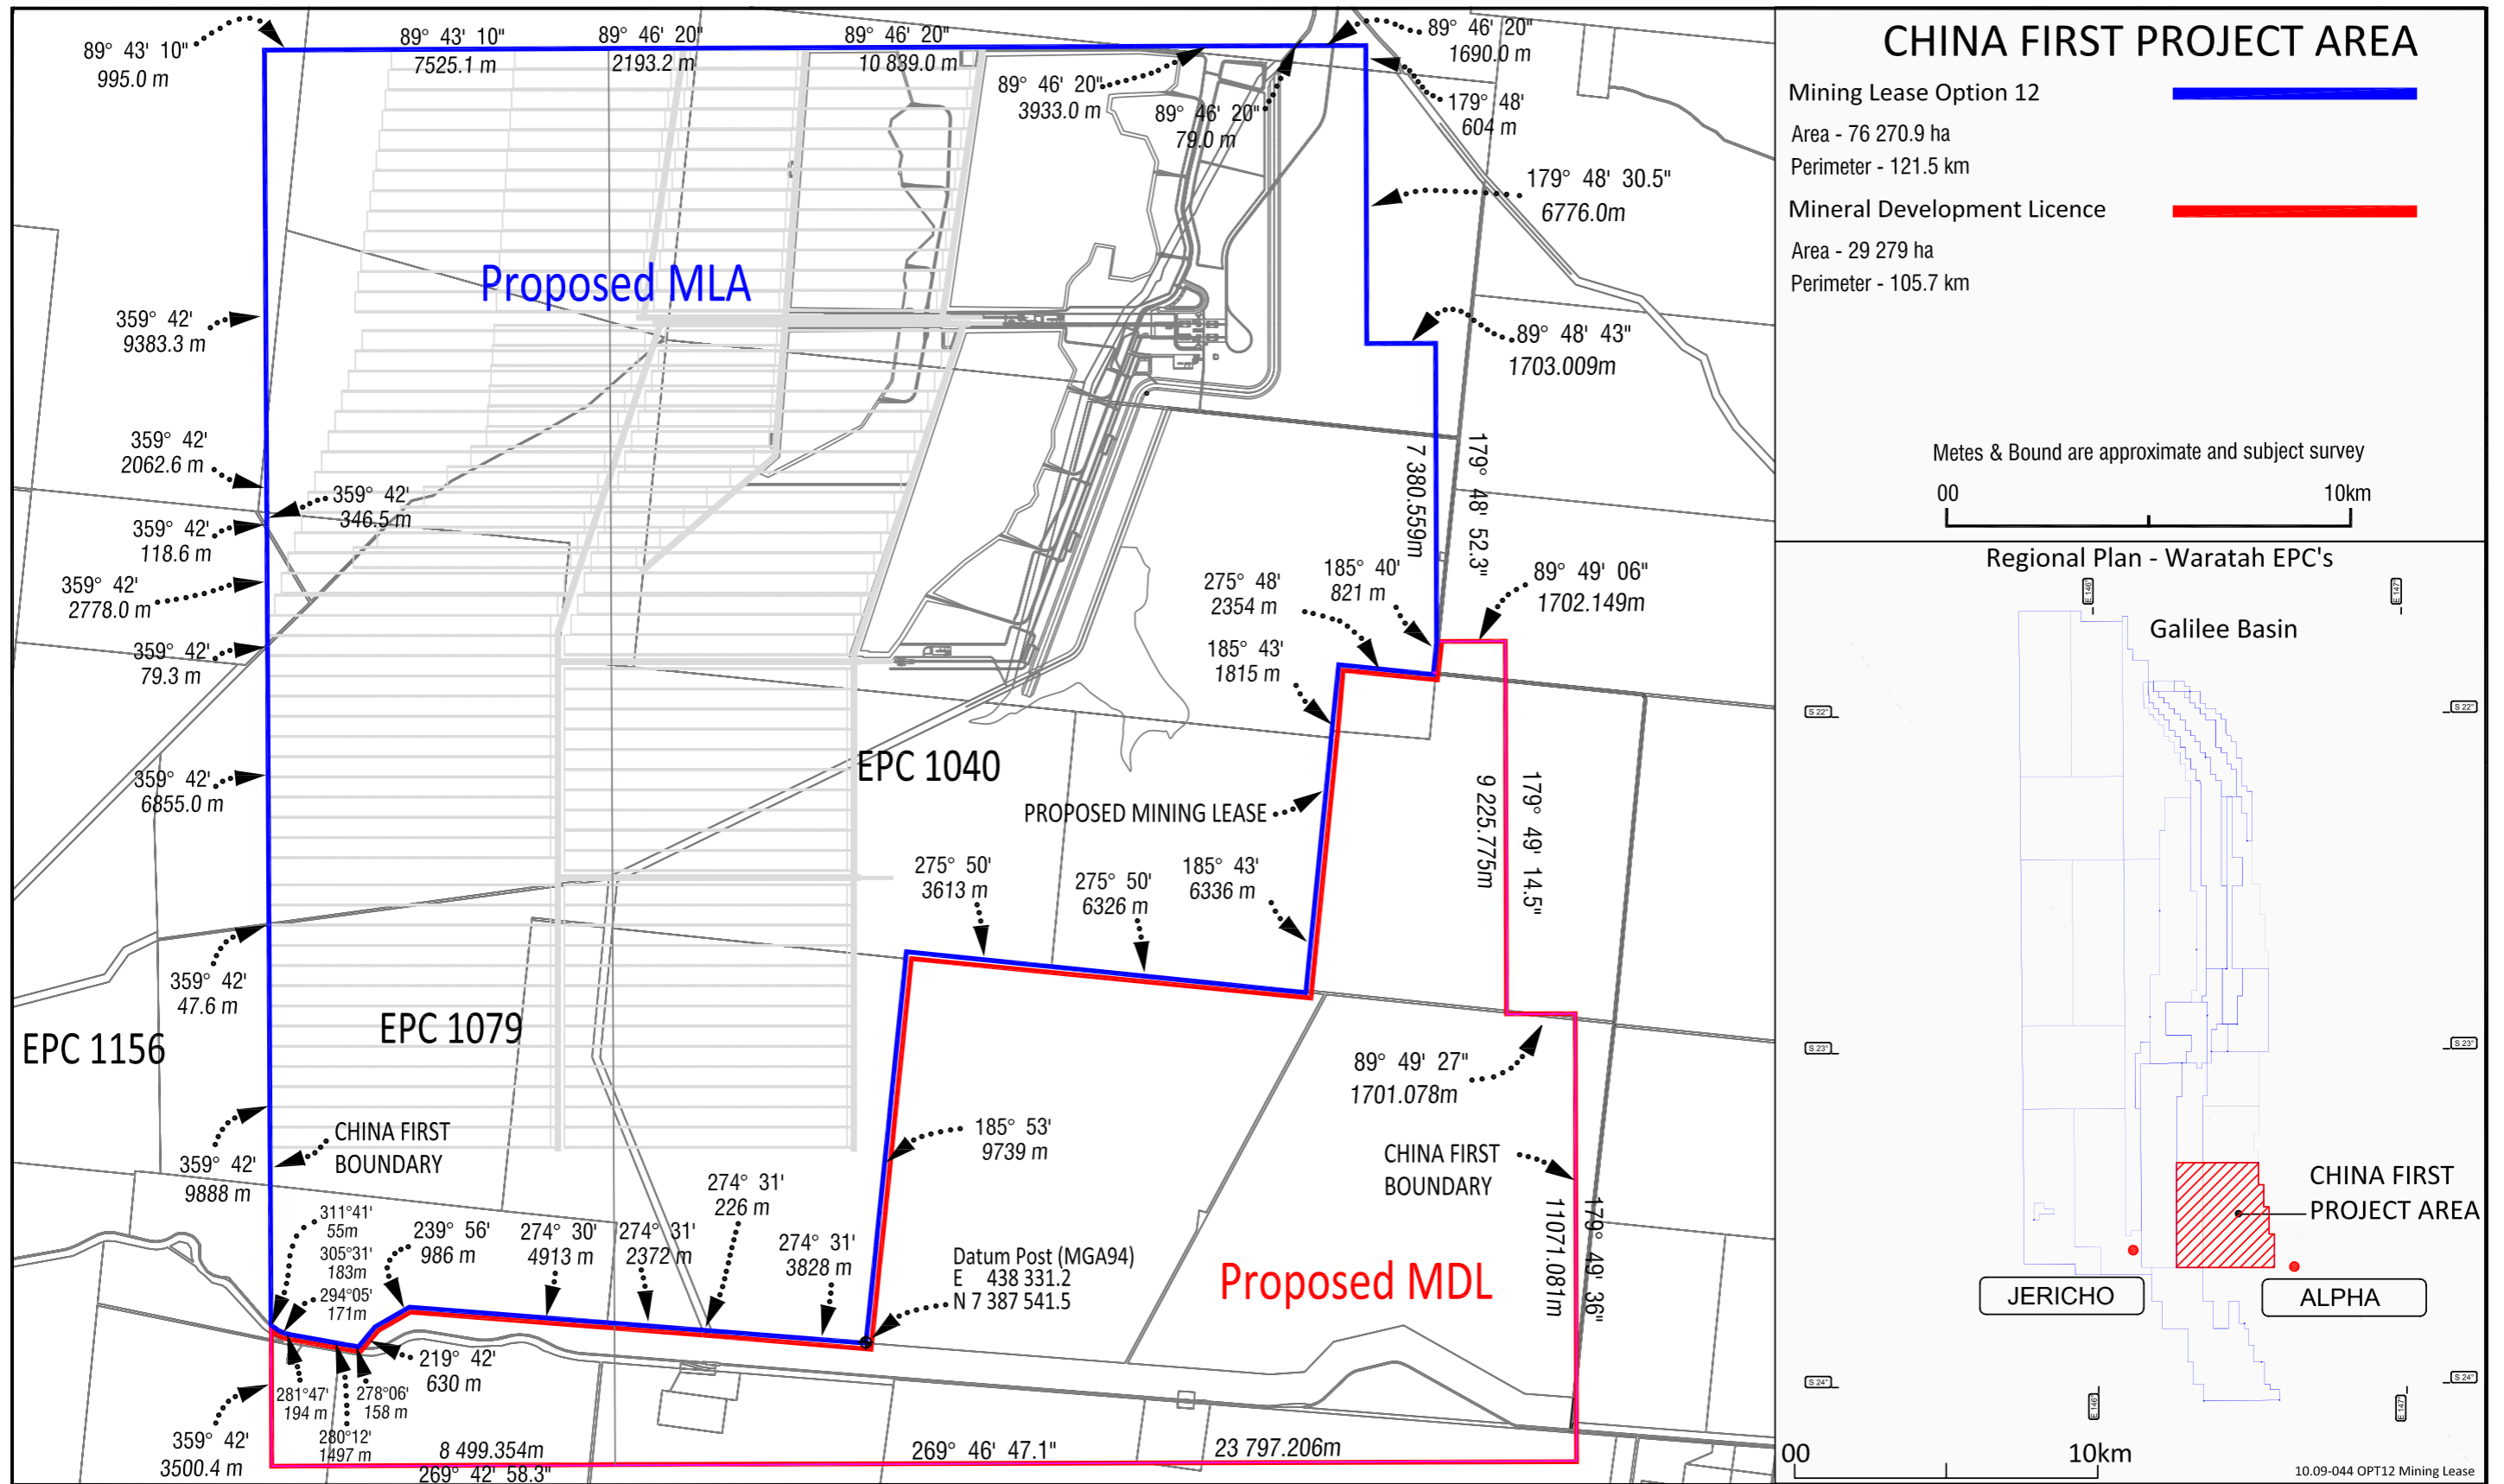 89° 43' 10"
995.0 m
89° 43' 10"
7525.1 m
89° 46' 20"
2193.2 m
89° 46' 20"
10 839.0 m
89° 46' 20"
3933.0 m
89° 46' 20"
79.0 m
89° 46' 20"
1690.0 m
179° 48'
604 m
179° 48' 30.5"
6776.0m
Proposed MLA
359° 42'
9383.3 m
89° 48' 43"
1703.009m
359° 42'
2062.6 m
359° 42'
346.5 m
359° 42'
118.6 m
7 380.559m
179° 48' 52.3"
359° 42'
2778.0 m
275° 48'
2354 m
185° 40'
821 m
89° 49' 06"
1702.149m
359° 42'
79.3 m
185° 43'
1815 m
359° 42'
6855.0 m
EPC 1040
PROPOSED MINING LEASE
9 225.775m
179° 49' 14.5"
275° 50'
3613 m
275° 50'
6326 m
185° 43'
6336 m
359° 42'
47.6 m
EPC 1156
EPC 1079
89° 49' 27"
1701.078m
CHINA FIRST
BOUNDARY
185° 53'
9739 m
CHINA FIRST
BOUNDARY
359° 42'
9888 m
311°41'
55m
305°31'
183m
294°05'
171m
239° 56'
986 m
274° 30'
4913 m
274° 31'
2372 m
274° 31'
226 m
274° 31'
3828 m
Datum Post (MGA94)
E 438 331.2
N 7 387 541.5
Proposed MDL
11071.081m
179° 49' 36"
219° 42'
630 m
281°47'
194 m
278°06'
158 m
280°12'
1497 m
359° 42'
3500.4 m
8 499.354m
269° 42' 58.3"
269° 46' 47.1"
23 797.206m
CHINA FIRST PROJECT AREA
Mining Lease Option 12
Area - 76 270.9 ha
Perimeter - 121.5 km
Mineral Development Licence
Area - 29 279 ha
Perimeter - 105.7 km
Metes & Bound are approximate and subject survey
00 10km
Regional Plan - Waratah EPC's
E 146° E 147°
Galilee Basin
S 22° S 22°
S 23° S 23°
CHINA FIRST
PROJECT AREA
JERICHO ALPHA
S 24° S 24°
E 146° E 147°
00 10km
10.09-044 OPT12 Mining Lease